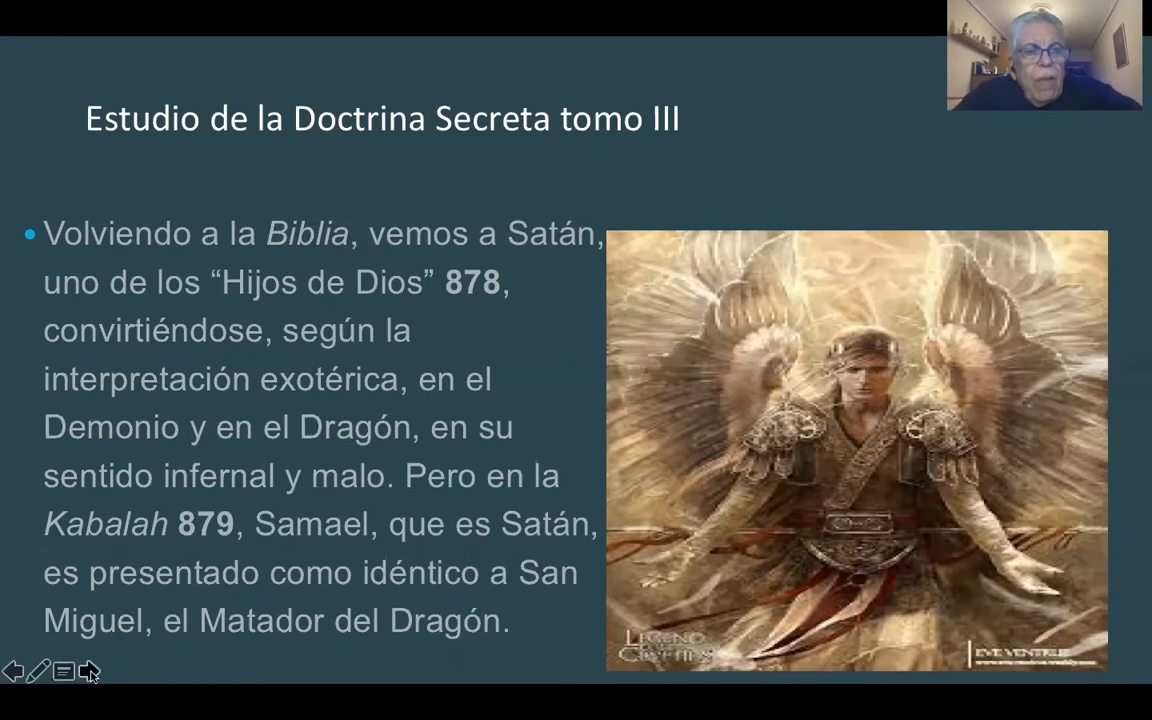 Estudio de la Doctrina Secreta tomo III
• Volviendo a la Biblia, vemos a Satán,
uno de los “Hijos de Dios” 878,
convirtiéndose, según la
interpretación exotérica, en el
Demonio y en el Dragón, en su
sentido infernal y malo. Pero en la
Kabalah 879, Samael, que es Satán,
es presentado como idéntico a San
Miguel, el Matador del Dragón.
LEGEND
EVE VENTRUE